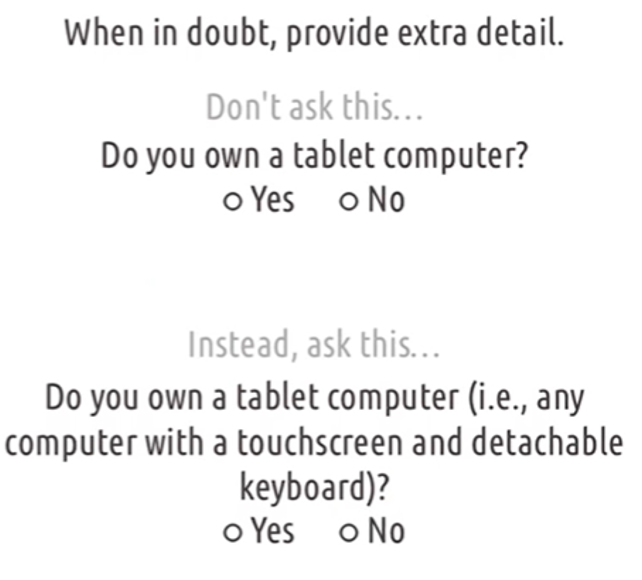 When in doubt, provide extra detail.
Don't ask this...
Do you own a tablet computer?
○ Yes ○ No
Instead, ask this...
Do you own a tablet computer (i.e., any
computer with a touchscreen and detachable
keyboard)?
○ Yes ○ No